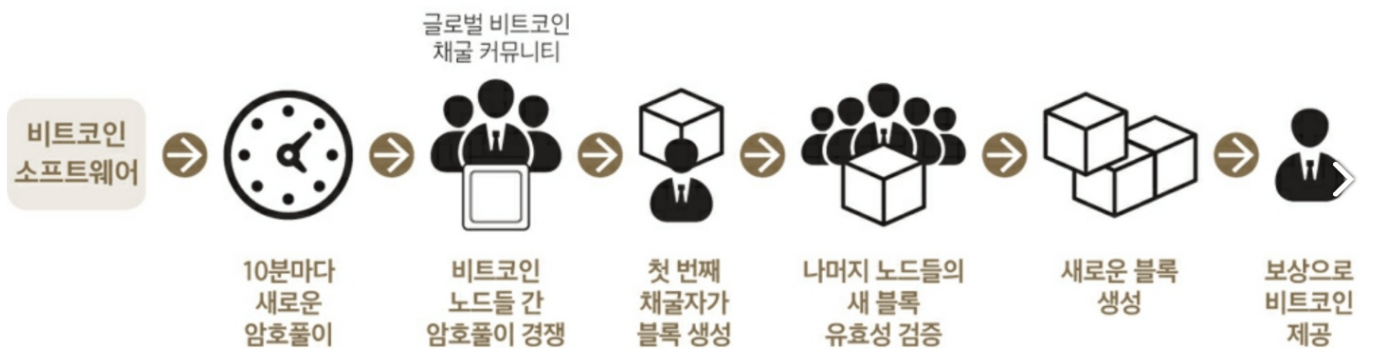 글로벌 비트코인
채굴 커뮤니티
비트코인
소프트웨어
10분마다
새로운
암호풀이
비트코인
노드들 간
암호풀이 경쟁
첫 번째
채굴자가
블록 생성
나머지 노드들의
새 블록
유효성 검증
새로운 블록
생성
보상으로
비트코인
제공